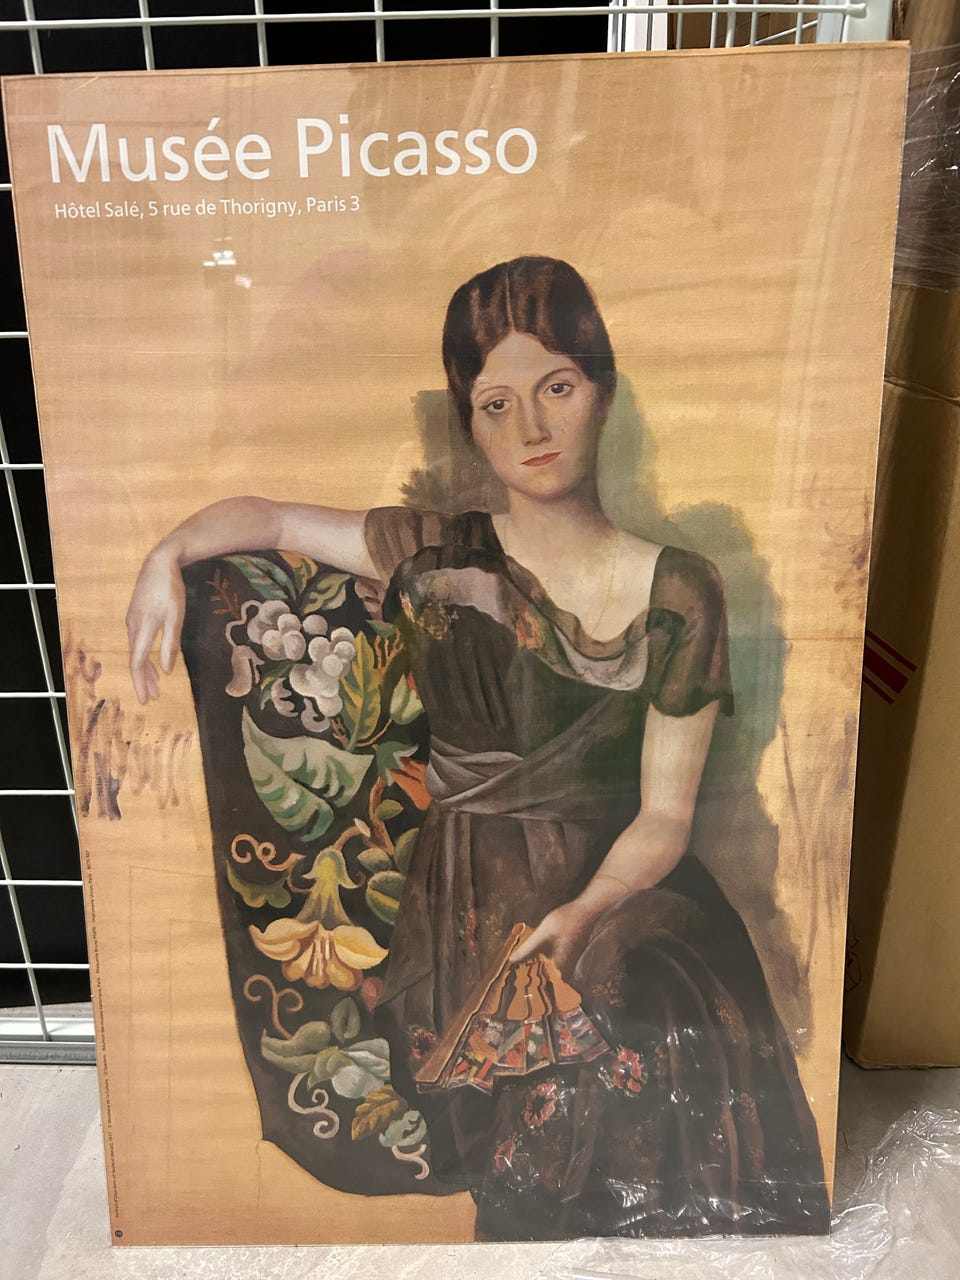 Musée Picasso
Hôtel Salé, 5 rue de Thorigny, Paris 3